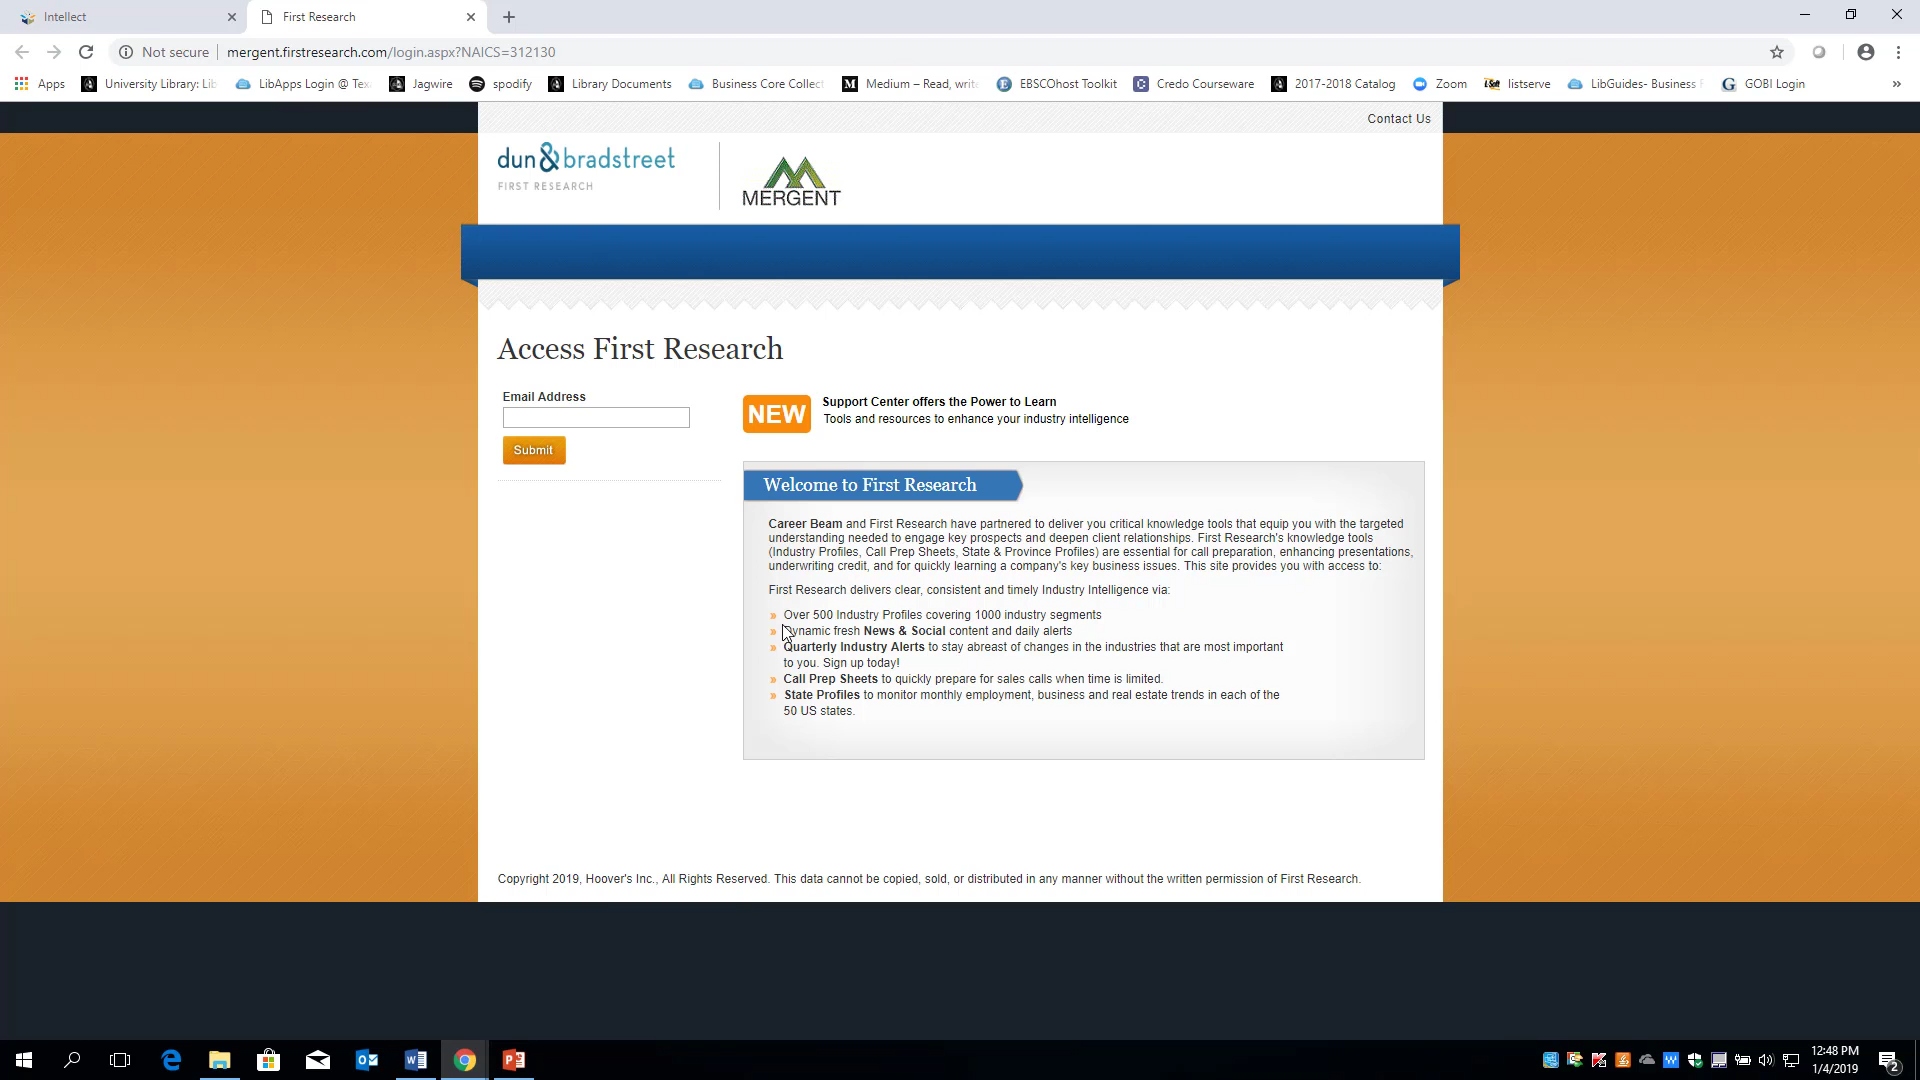 Intellect
First Research
Not secure
mergent.firstresearch.com/login.aspx?NAICS=312130
Apps
University Library: Lib
LibApps Login @ Tex
Jagwire
spodify
Library Documents
Business Core Collect
Medium – Read, write
EBSCOhost Toolkit
Credo Courseware
2017-2018 Catalog
Zoom
listserve
LibGuides- Business
GOBI Login
»
Contact Us
dun & bradstreet
FIRST RESEARCH
MERGENT
Access First Research
Email Address
Submit
NEW
Support Center offers the Power to Learn
Tools and resources to enhance your industry intelligence
Welcome to First Research
Career Beam and First Research have partnered to deliver you critical knowledge tools that equip you with the targeted
understanding needed to engage key prospects and deepen client relationships. First Research's knowledge tools
(Industry Profiles, Call Prep Sheets, State & Province Profiles) are essential for call preparation, enhancing presentations,
underwriting credit, and for quickly learning a company's key business issues. This site provides you with access to:
First Research delivers clear, consistent and timely Industry Intelligence via:
» Over 500 Industry Profiles covering 1000 industry segments
» Dynamic fresh News & Social content and daily alerts
» Quarterly Industry Alerts to stay abreast of changes in the industries that are most important
to you. Sign up today!
» Call Prep Sheets to quickly prepare for sales calls when time is limited.
» State Profiles to monitor monthly employment, business and real estate trends in each of the
50 US states.
Copyright 2019, Hoover's Inc., All Rights Reserved. This data cannot be copied, sold, or distributed in any manner without the written permission of First Research.
12:48 PM
1/4/2019
2